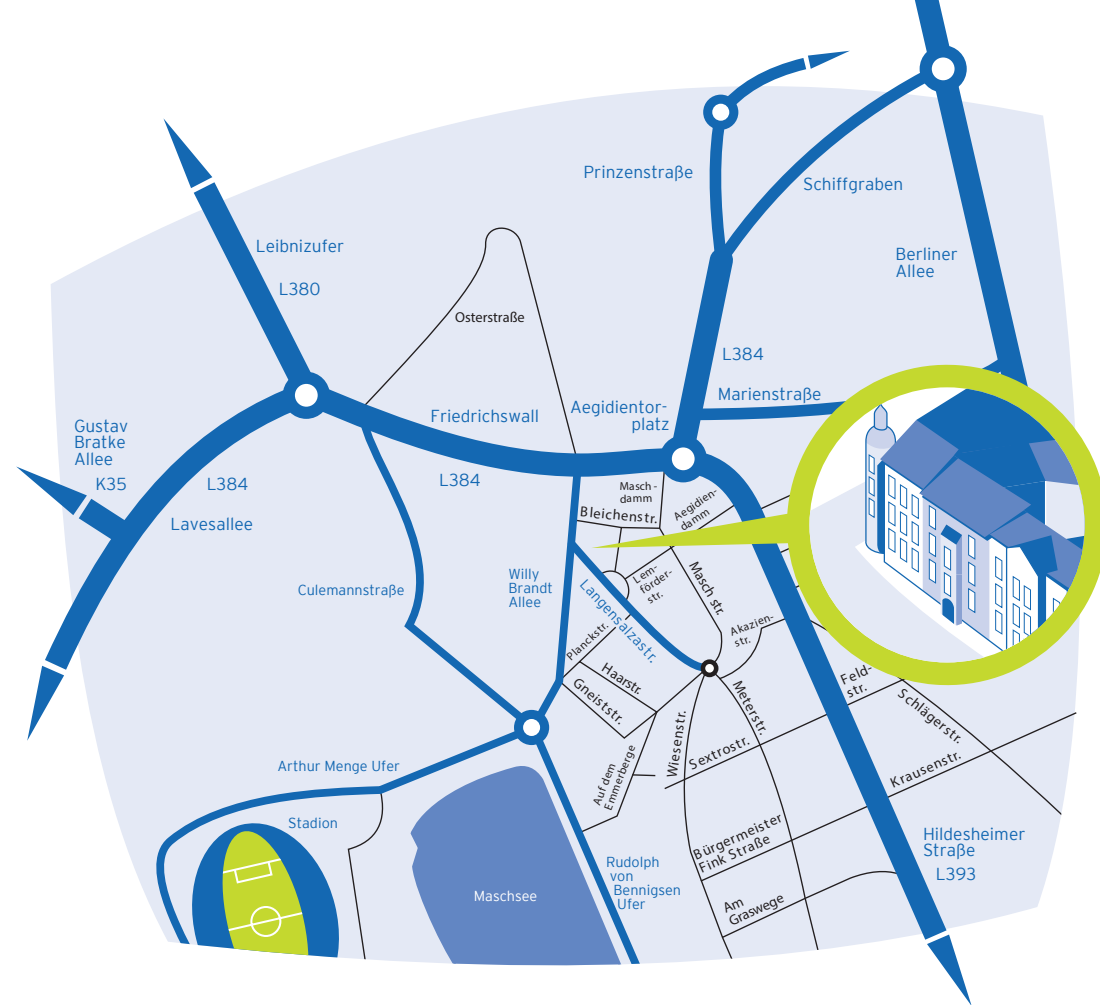 Prinzenstraße
Schiffgraben
Leibnizufer
L380
Berliner
Allee
Osterstraße
L384
Marienstraße
Gustav
Bratke
Allee
K35
Friedrichswall
Aegidientor-
platz
L384
L384
Lavesallee
Masch-
damm
Bleichenstr.
Aegidien-
damm
Culemannstraße
Willy
Brandt
Allee
Langensalzastr.
Lem-
förder-
str.
Masch str.
Akazien-
str.
Planckstr.
Haarstr.
Gneiststr.
Feld-
str.
Schlägerstr.
Meterstr.
Wiesenstr.
Sextrostr.
Krausenstr.
Arthur Menge Ufer
Auf dem
Emmerberge
Stadion
Bürgermeister
Fink Straße
Hildesheimer
Straße
L393
Rudolph
von
Bennigsen
Ufer
Maschsee
Am
Graswege